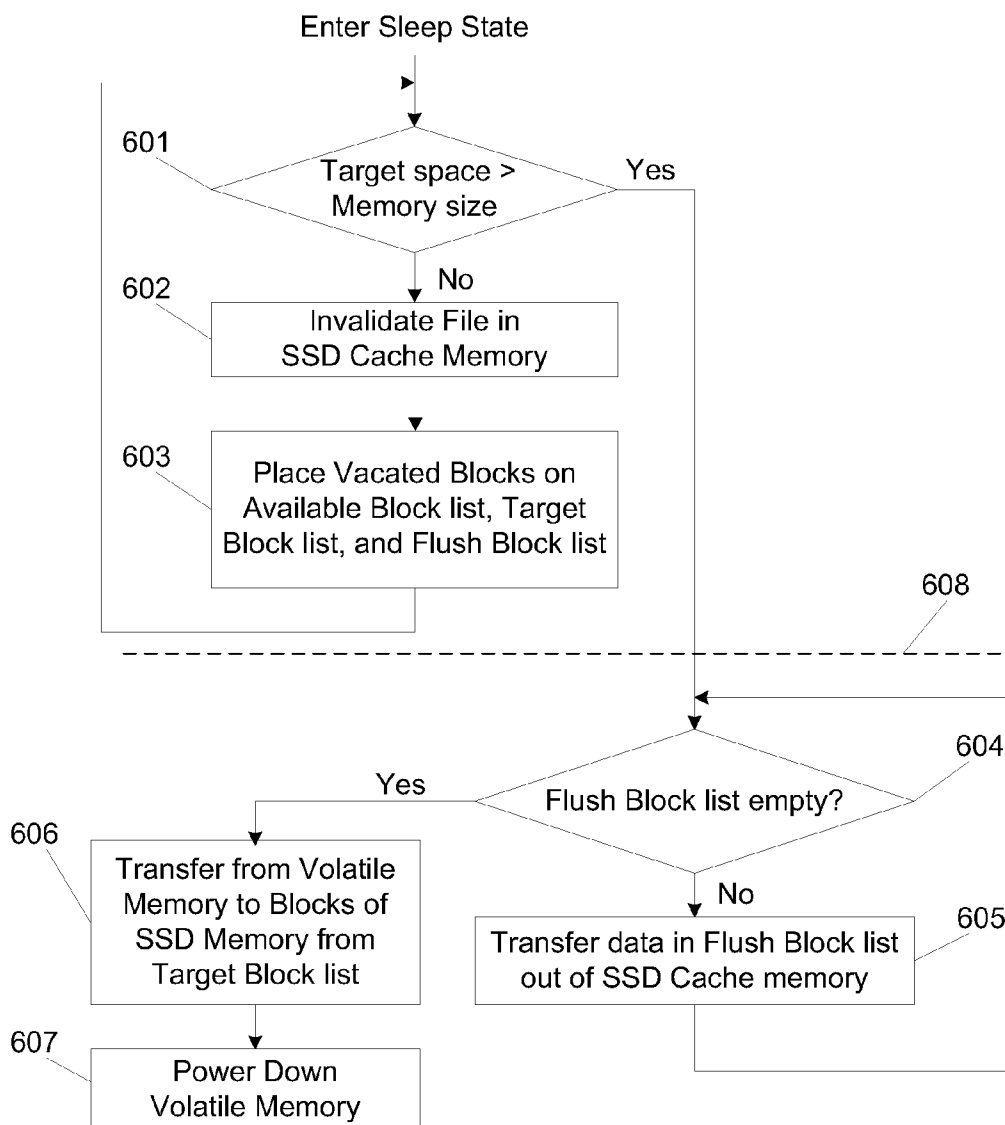 Enter Sleep State
601
Target space >
Memory size
Yes
No
602
Invalidate File in
SSD Cache Memory
603
Place Vacated Blocks on
Available Block list, Target
Block list, and Flush Block list
608
604
Flush Block list empty?
Yes
No
606
Transfer from Volatile
Memory to Blocks of
SSD Memory from
Target Block list
605
Transfer data in Flush Block list
out of SSD Cache memory
607
Power Down
Volatile Memory